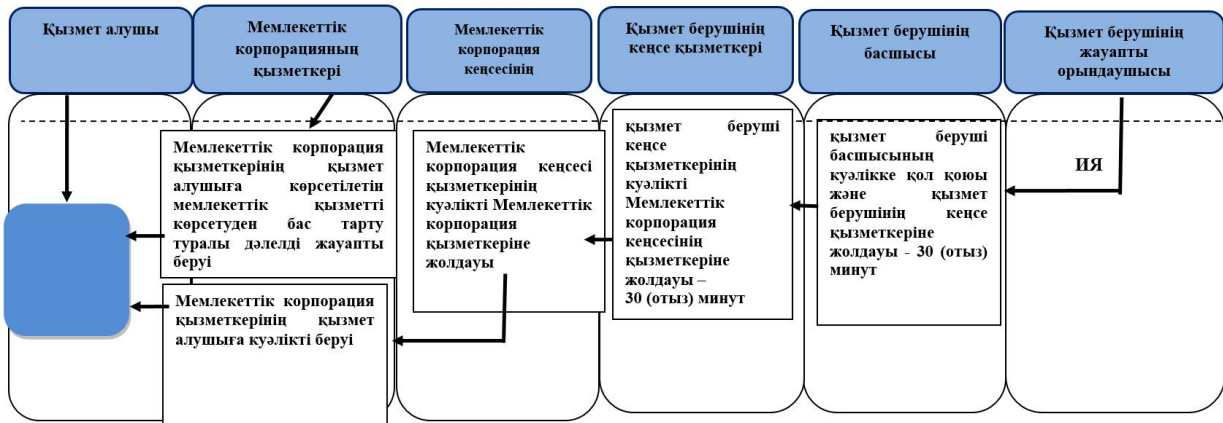 Қызмет алушы
Мемлекеттік
корпорацияның
қызметкері
Мемлекеттік
корпорация
кеңсесінің
Қызмет берушінің
кеңсе қызметкері
Қызмет берушінің
басшысы
Қызмет берушінің
жауапты
орындаушысы
Мемлекеттік корпорация
қызметкерінің қызмет
алушыға көрсетілетін
мемлекеттік қызметті
көрсетуден бас тарту
туралы дәлелді жауапты
беруі
Мемлекеттік корпорация
қызметкерінің қызмет
алушыға куәлікті беруі
Мемлекеттік
корпорация кеңсесі
қызметкерінің
куәлікті Мемлекеттік
корпорация
қызметкеріне
жолдауы
қызмет беруші
кеңсе
қызметкерінің
куәлікті
Мемлекеттік
корпорация
кеңсесінің
қызметкеріне
жолдауы –
30 (отыз) минут
қызмет беруші
басшысының
куәлікке қол қоюы
және қызмет
берушінің кеңсе
қызметкеріне
жолдауы - 30 (отыз)
минут
ИЯ